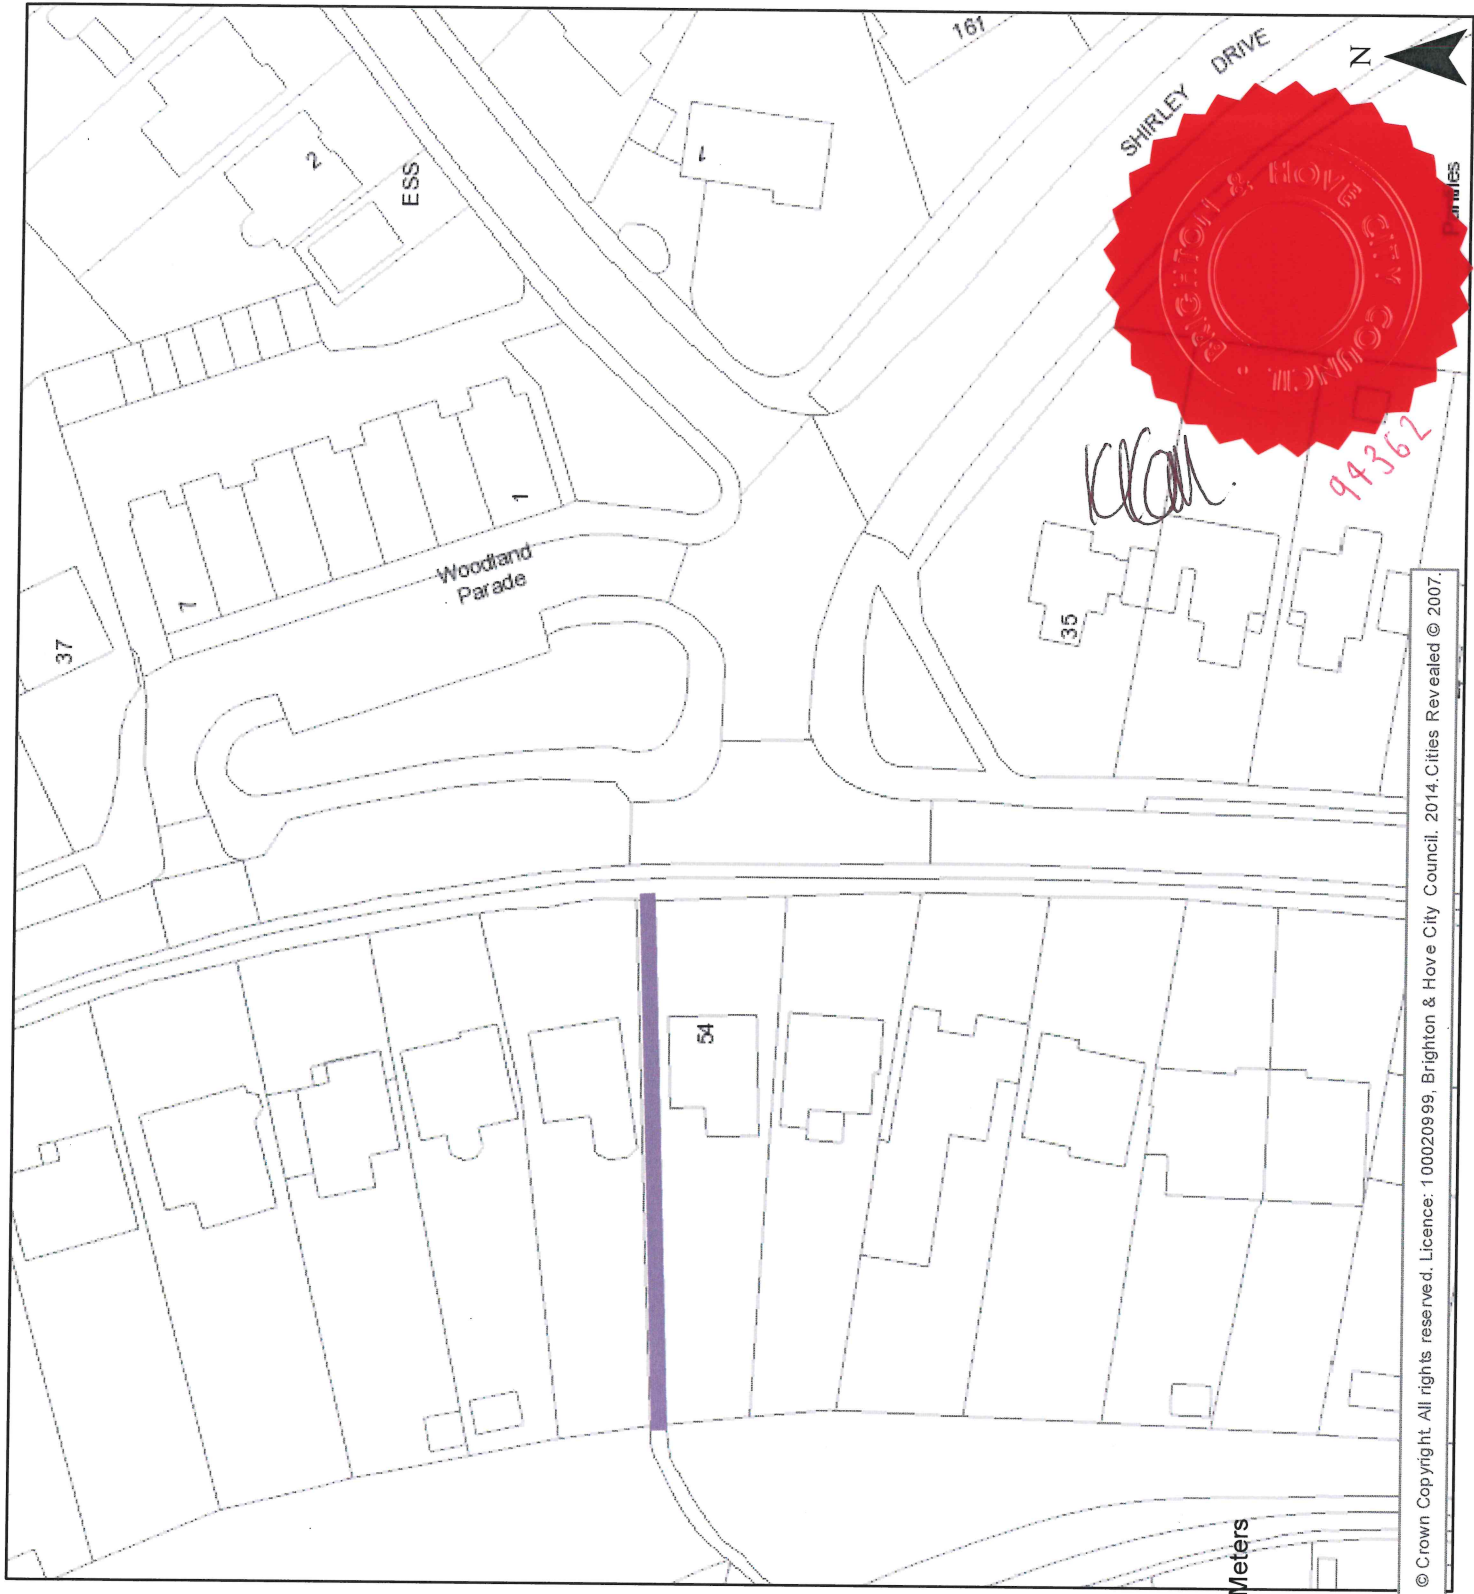 161
SHIRLEY DRIVE
N
2
ESS
1
BRIGHTON & HOVE CITY COUNCIL
94362
1
Woodland
Parade
7
37
35
54
Meters
© Crown Copyright. All rights reserved. Licence: 100020999, Brighton & Hove City Council. 2014.Cities Revealed © 2007.